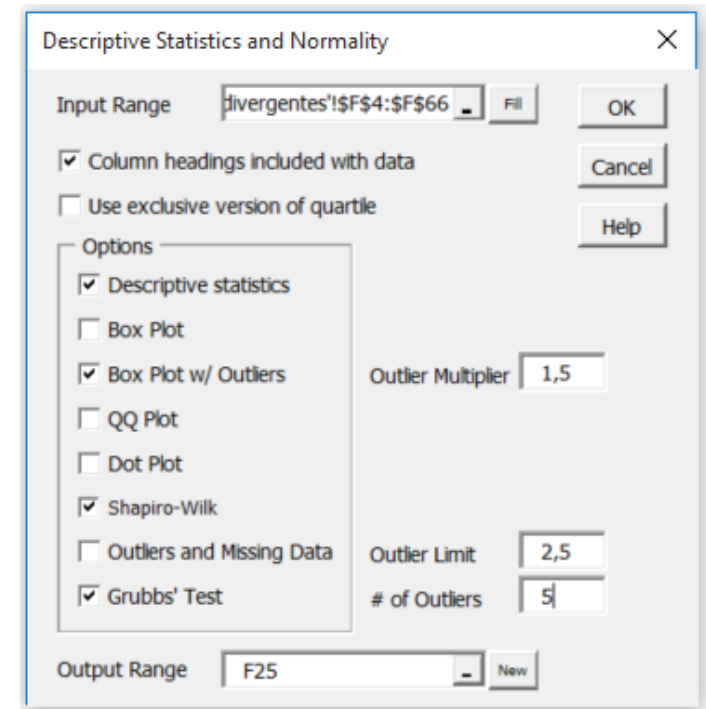 Descriptive Statistics and Normality
Input Range divergentes'!$F$4:$F$66 Fill OK
Column headings included with data
Cancel
Use exclusive version of quartile
Help
Options
Descriptive statistics
Box Plot
Box Plot w/ Outliers Outlier Multiplier 1,5
QQ Plot
Dot Plot
Shapiro-Wilk
Outliers and Missing Data Outlier Limit 2,5
Grubbs' Test # of Outliers 5
Output Range F25 New